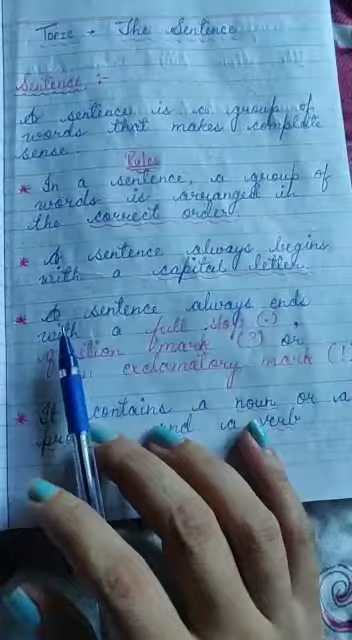 Topic - The Sentence
Sentence :-
A sentence is a group of
words that makes complete
sense.
Rules
* In a sentence, a group of
words is arranged in
the correct order.
* A sentence always begins
with a capital letter.
* A sentence always ends
with a full stop (.)
question mark (?) or
exclamatory mark (!)
* It contains a noun or a
and a verb